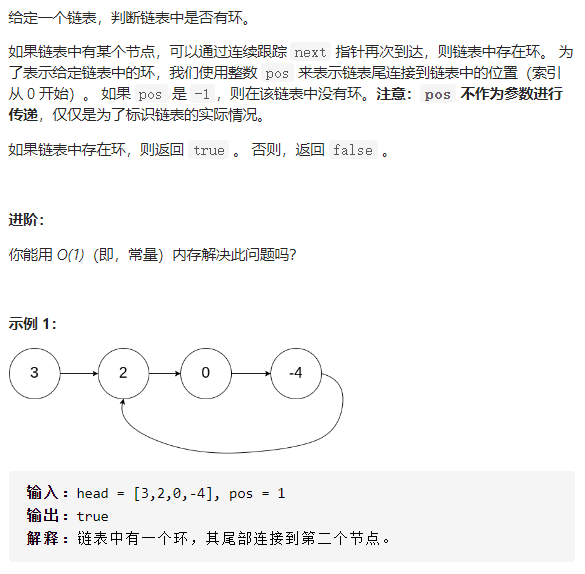 给定一个链表，判断链表中是否有环。
如果链表中有某个节点，可以通过连续跟踪 next 指针再次到达，则链表中存在环。 为
了表示给定链表中的环，我们使用整数 pos 来表示链表尾连接到链表中的位置（索引
从 0 开始）。 如果 pos 是 -1，则在该链表中没有环。注意：pos 不作为参数进行
传递，仅仅是为了标识链表的实际情况。
如果链表中存在环，则返回 true 。 否则，返回 false 。
进阶：
你能用 O(1)（即，常量）内存解决此问题吗？
示例 1：
3 2 0 -4
输入：head = [3,2,0,-4], pos = 1
输出：true
解释：链表中有一个环，其尾部连接到第二个节点。